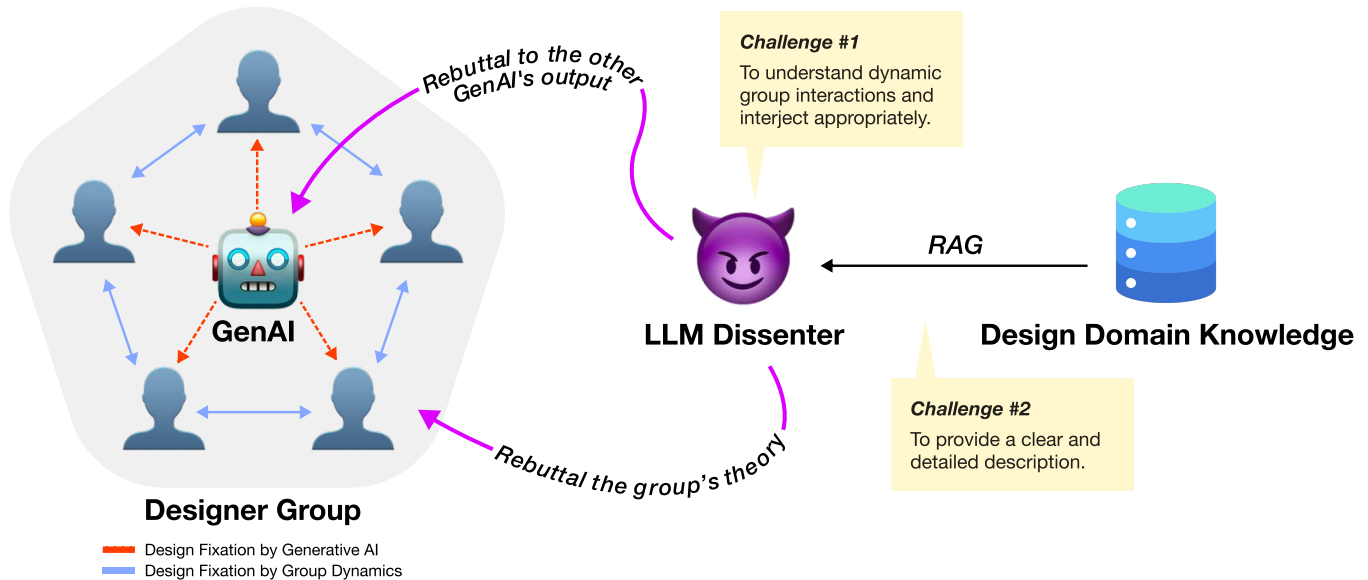 Rebuttal to the other
GenAI's output
Challenge #1
To understand dynamic
group interactions and
interject appropriately.
RAG
GenAI
LLM Dissenter
Design Domain Knowledge
Challenge #2
To provide a clear and
detailed description.
Rebuttal the group's theory
Designer Group
Design Fixation by Generative AI
Design Fixation by Group Dynamics